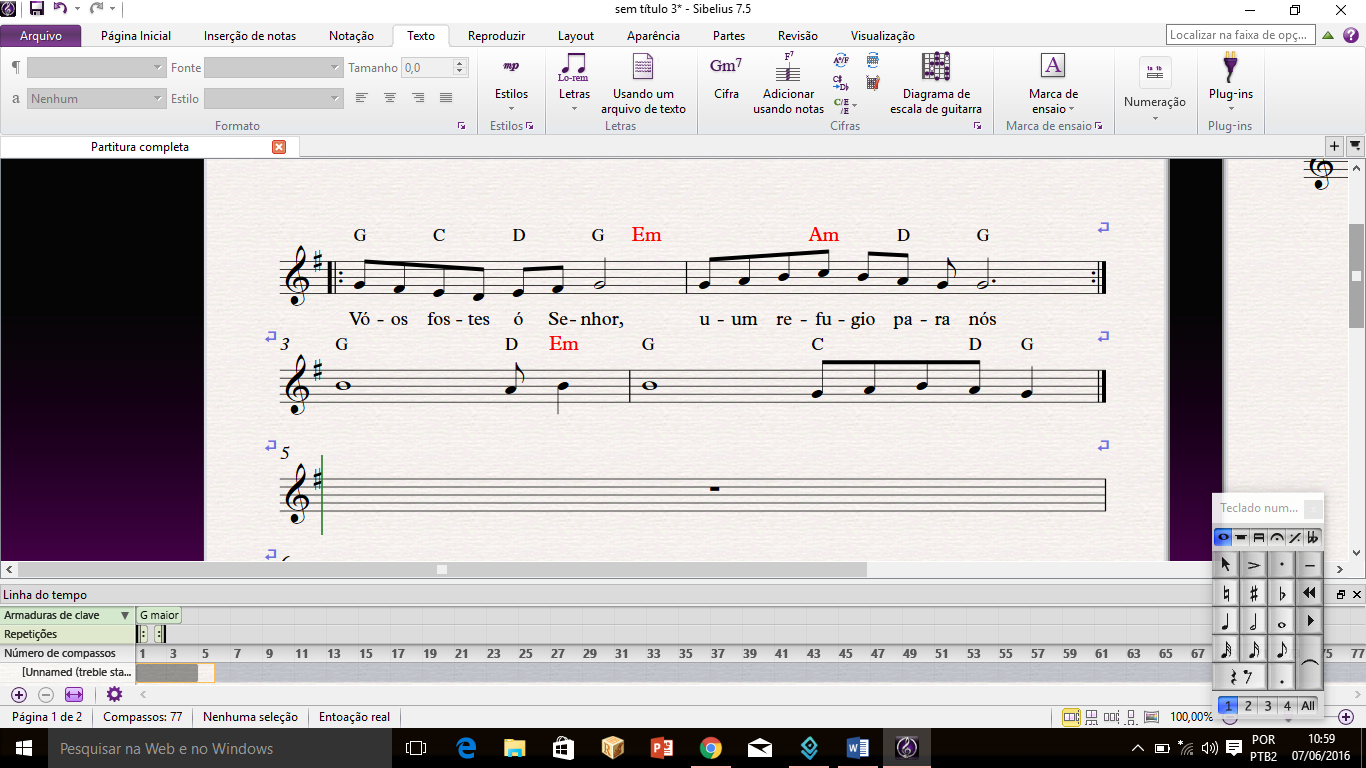 sem título 3* - Sibelius 7.5
Arquivo Página Inicial Inserção de notas Notação Texto Reproduzir Layout Aparência Partes Revisão Visualização Localizar na faixa de opç...
Fonte Tamanho 0,0
a Nenhum Estilo
Formato
Estilos
Estilos
Lo-rem
Letras
Usando um
arquivo de texto
Letras
Gm7
Cifra
F7
Adicionar
usando notas
Diagrama de
escala de guitarra
Cifras
A
Marca de
ensaio
Marca de ensaio
1a 1b
Numeração
Plug-ins
Plug-ins
Partitura completa
G C D G Em Am D G
Vó - os fos - tes ó Se - nhor, u - um re - fu - gio pa - ra nós
3 G D Em G C D G
5
Teclado num...
Linha do tempo
Armaduras de clave G maior
Repetições
Número de compassos 1 3 5 7 9 11 13 15 17 19 21 23 25 27 29 31 33 35 37 39 41 43 45 47 49 51 53 55 57 59 61 63 65 67 75 77
[Unnamed (treble sta...
1 2 3 4 All
Página 1 de 2 Compassos: 77 Nenhuma seleção Entoação real 100,00%
Pesquisar na Web e no Windows
POR
PTB2
10:59
07/06/2016